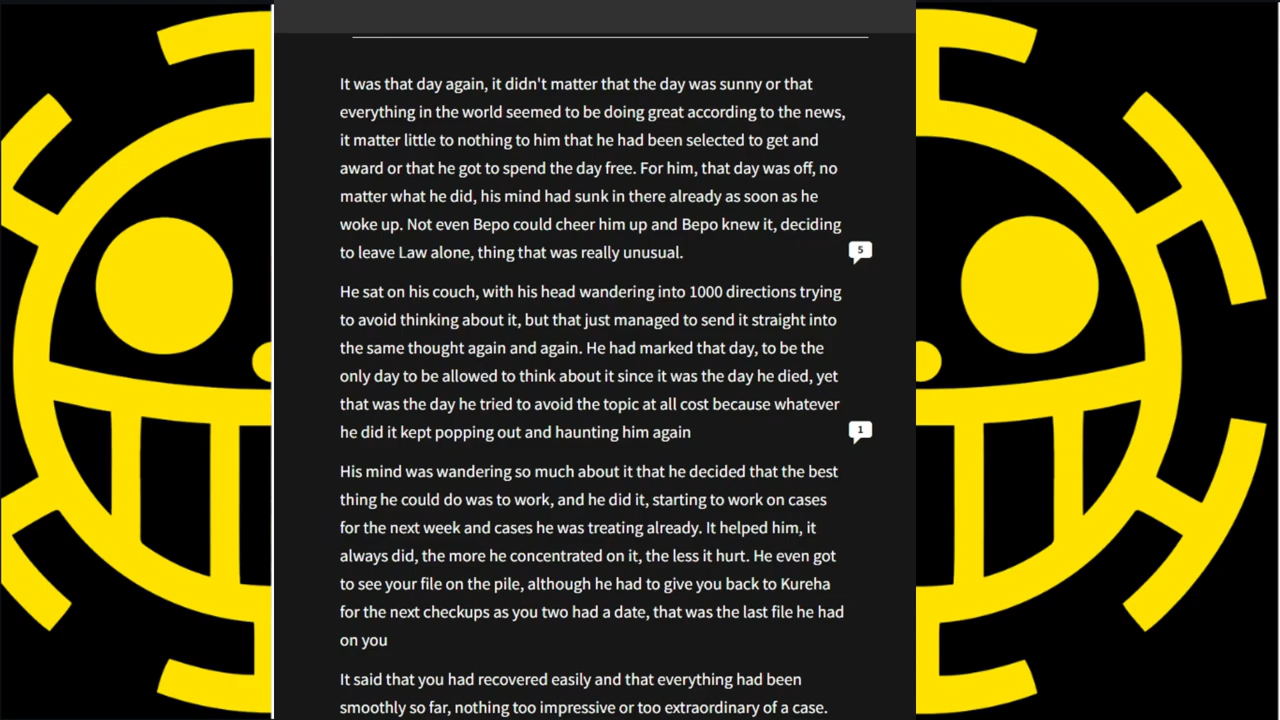 It was that day again, it didn't matter that the day was sunny or that
everything in the world seemed to be doing great according to the news,
it matter little to nothing to him that he had been selected to get and
award or that he got to spend the day free. For him, that day was off, no
matter what he did, his mind had sunk in there already as soon as he
woke up. Not even Bepo could cheer him up and Bepo knew it, deciding
to leave Law alone, thing that was really unusual.
5
He sat on his couch, with his head wandering into 1000 directions trying
to avoid thinking about it, but that just managed to send it straight into
the same thought again and again. He had marked that day, to be the
only day to be allowed to think about it since it was the day he died, yet
that was the day he tried to avoid the topic at all cost because whatever
he did it kept popping out and haunting him again
1
His mind was wandering so much about it that he decided that the best
thing he could do was to work, and he did it, starting to work on cases
for the next week and cases he was treating already. It helped him, it
always did, the more he concentrated on it, the less it hurt. He even got
to see your file on the pile, although he had to give you back to Kureha
for the next checkups as you two had a date, that was the last file he had
on you
It said that you had recovered easily and that everything had been
smoothly so far, nothing too impressive or too extraordinary of a case.